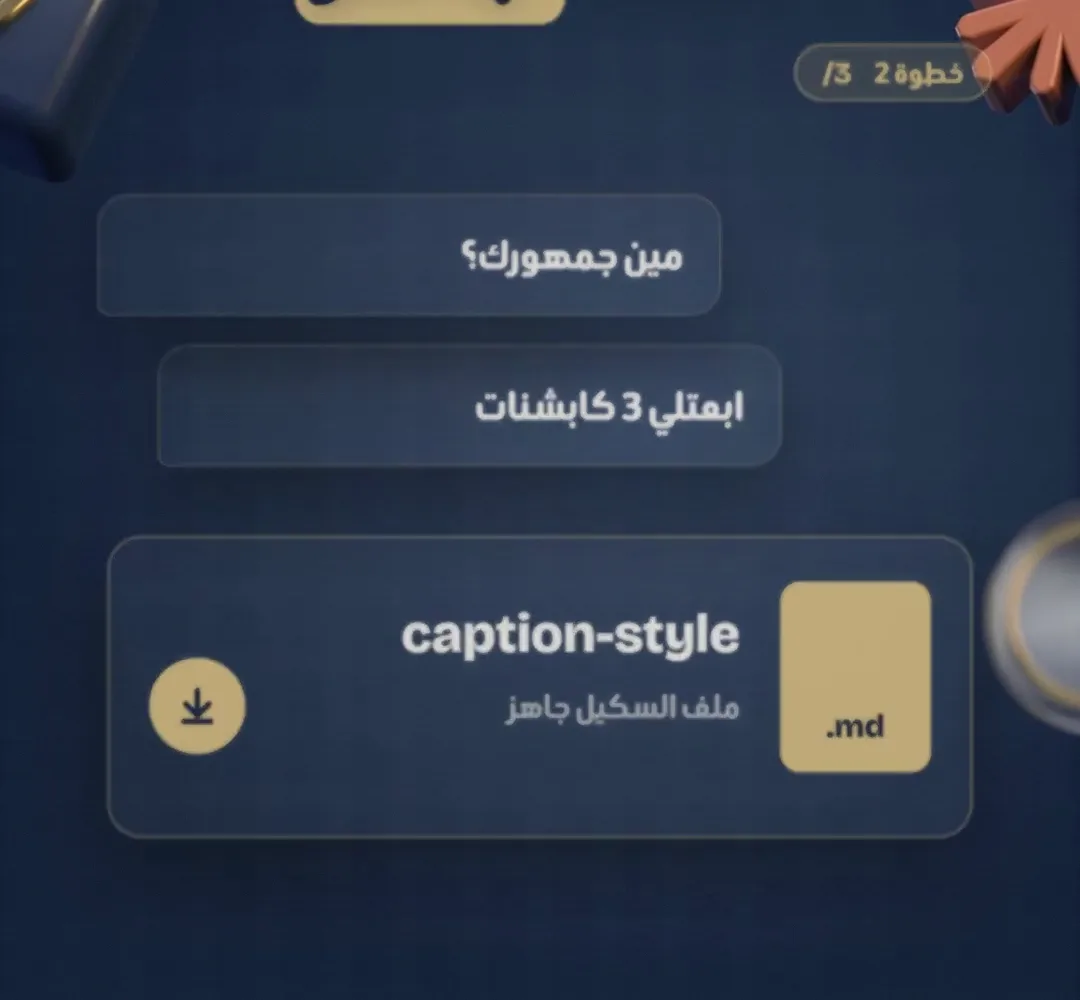 خطوة 2 /3
مين جمهورك؟
ابعتلي 3 كابشنات
caption-style
ملف السكيل جاهز
.md